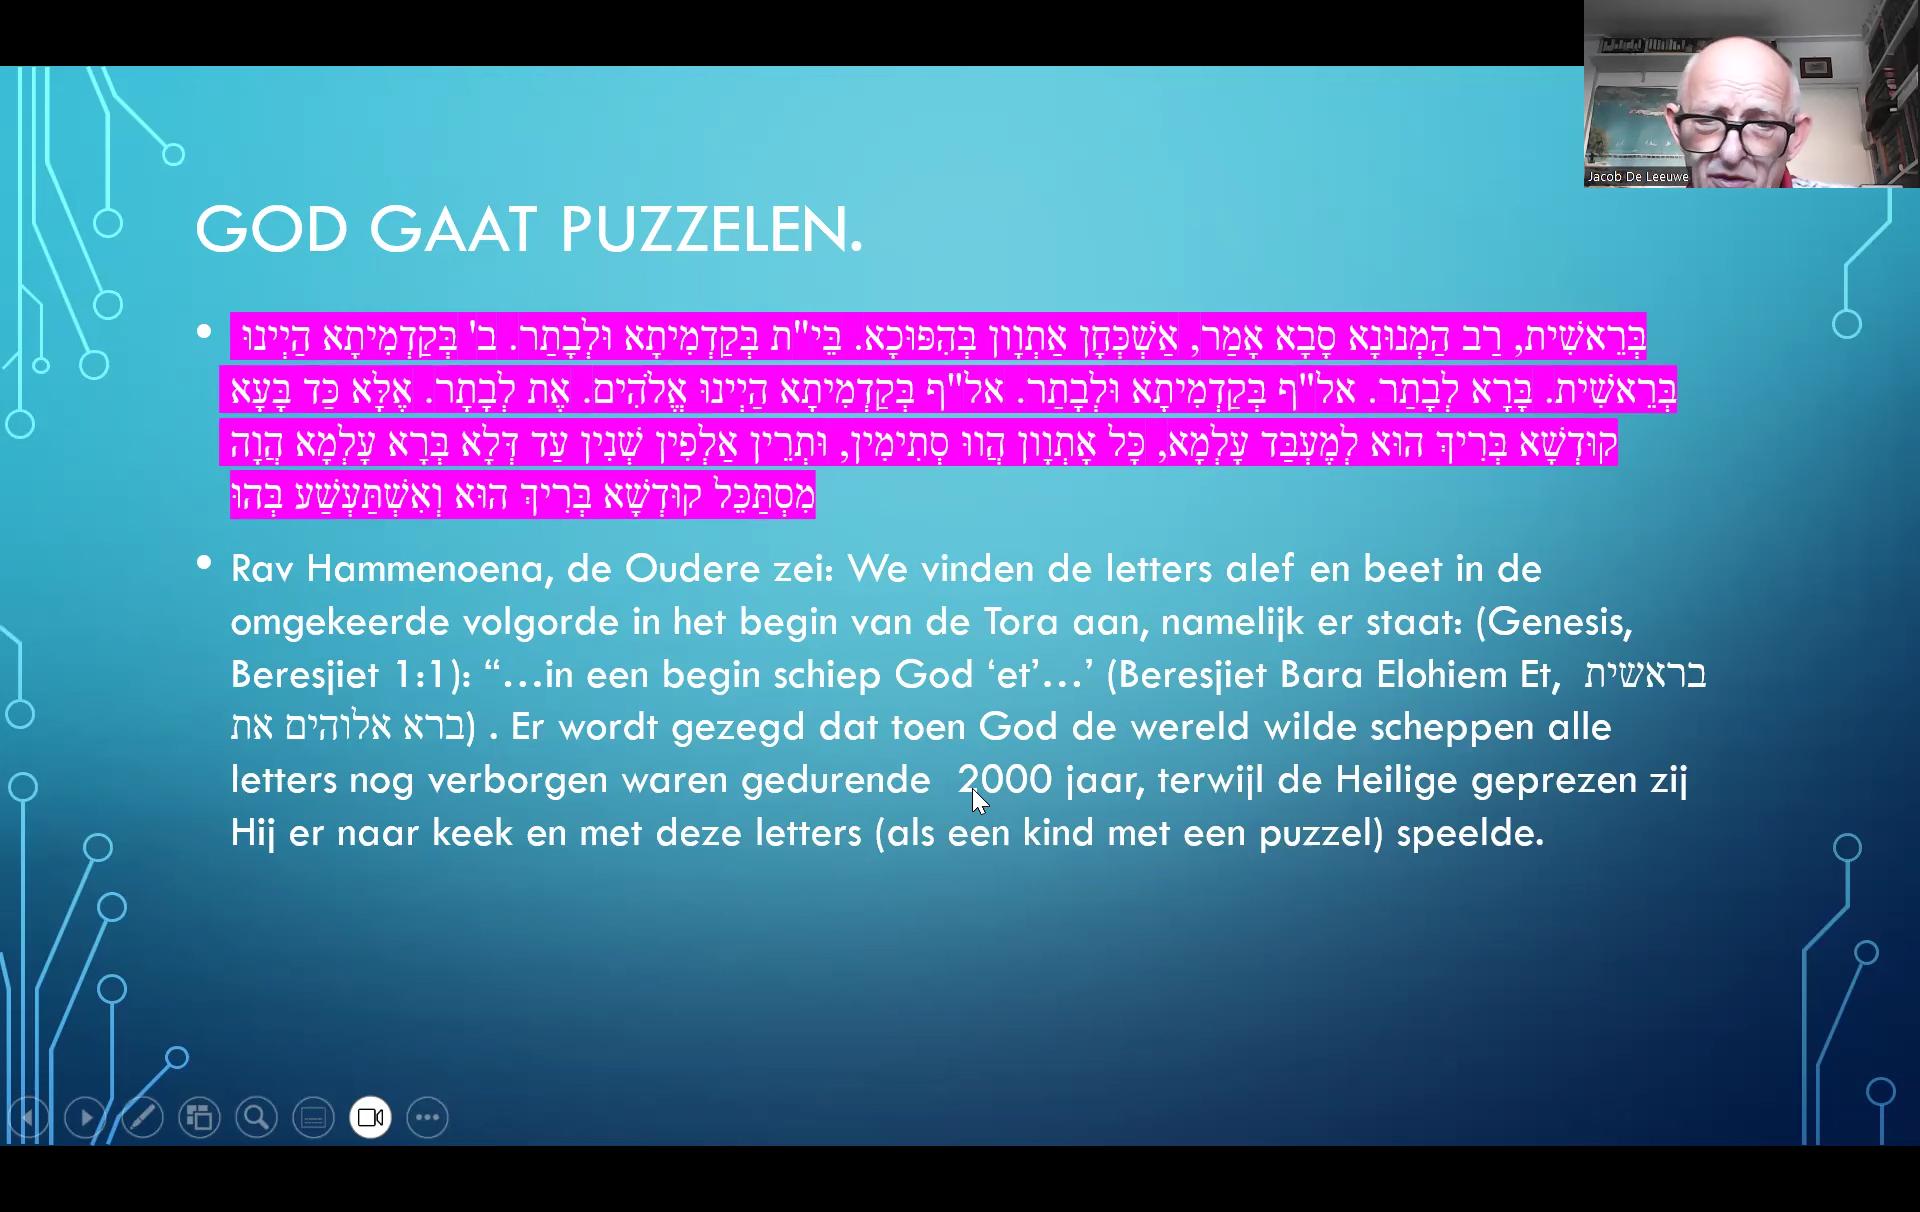 Jacob De Leeuwe
GOD GAAT PUZZELEN.
בְּרֵאשִׁית, רַב הַמְנוּנָא סָבָא אָמַר, אַשְׁכְּחָן אַתְוָון בְּהִפּוּכָא. בֵּי"ת בְּקַדְמִיתָא וּלְבָתַר. ב' בְּקַדְמִיתָא הַיְינוּ
בְּרֵאשִׁית. בָּרָא לְבָתַר. אל"ף בְּקַדְמִיתָא וּלְבָתַר. אל"ף בְּקַדְמִיתָא הַיְינוּ אֱלֹהִים. אֶת לְבָתָר. אֶלָּא כַּד בָּעָא
קוּדְשָׁא בְּרִיךְ הוּא לְמֶעְבַּד עָלְמָא, כָּל אָתְוָון הֲווּ סְתִימִין, וּתְרֵין אַלְפִין שְׁנִין עַד דְּלָא בְּרָא עָלְמָא הֲוָה
מִסְתַּכֵּל קוּדְשָׁא בְּרִיךְ הוּא וְאִשְׁתַּעְשַׁע בְּהוּ
Rav Hammenoena, de Oudere zei: We vinden de letters alef en beet in de
omgekeerde volgorde in het begin van de Tora aan, namelijk er staat: (Genesis,
Beresjiet 1:1): “…in een begin schiep God ‘et’…’ (Beresjiet Bara Elohiem Et, בראשית
ברא אלוהים את) . Er wordt gezegd dat toen God de wereld wilde scheppen alle
letters nog verborgen waren gedurende 2000 jaar, terwijl de Heilige geprezen zij
Hij er naar keek en met deze letters (als een kind met een puzzel) speelde.